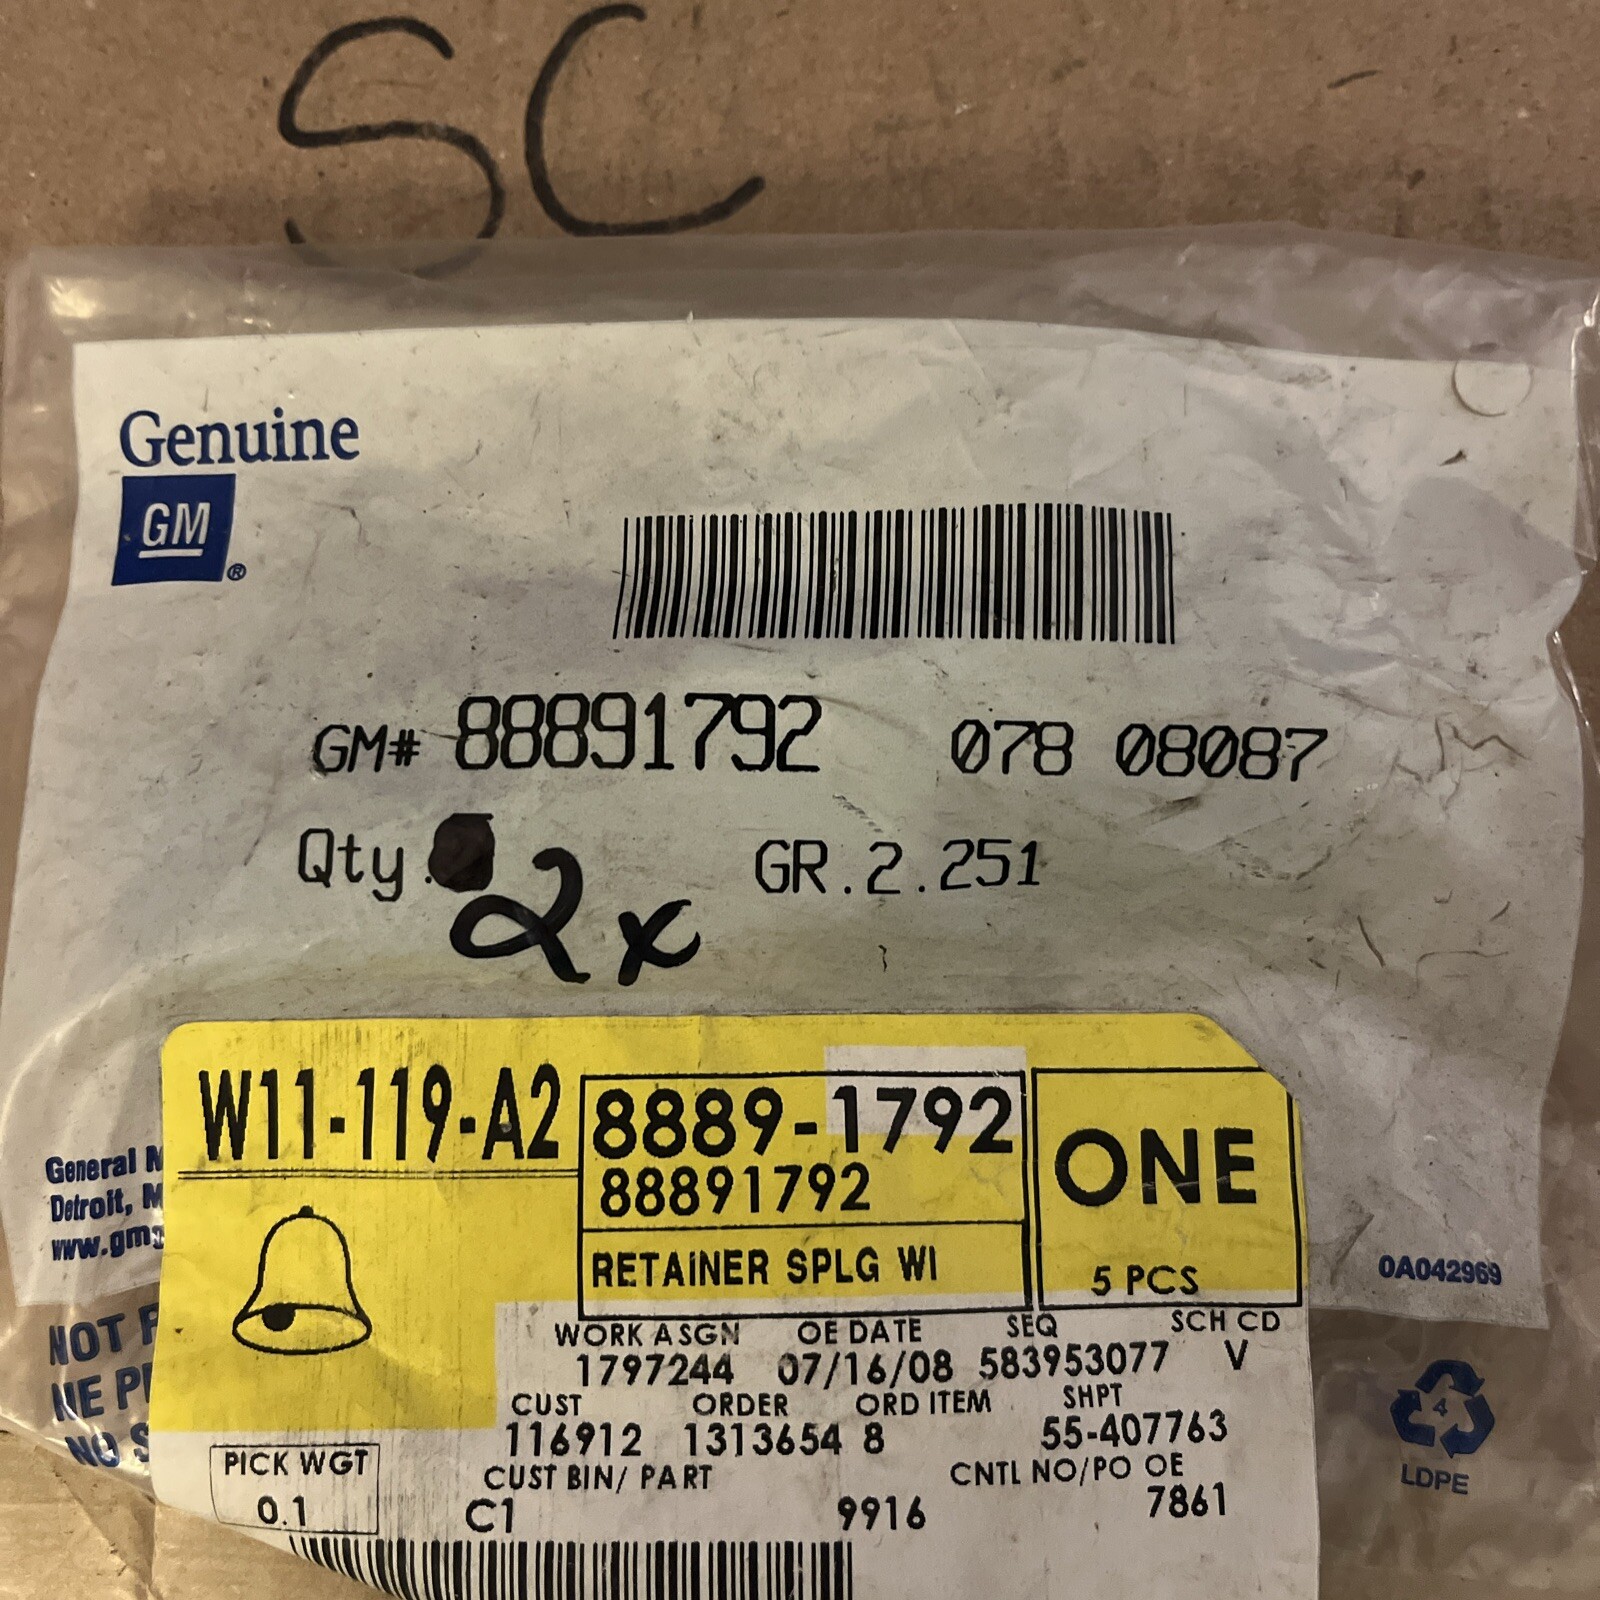 SC
Genuine
GM
®
GM# 88891792 078 08087
Qty. GR.2.251
2x
W11-119-A2
8889-1792
88891792
RETAINER SPLG WI
ONE
5 PCS
General
Detroit,
0A042969
NOT
WORK ASGN OE DATE SEQ SCH CD
1797244 07/16/08 583953077 V
CUST ORDER ORD ITEM SHPT
116912 1313654 8 55-407763
PICK WGT CUST BIN/ PART CNTL NO/PO OE
0.1 C1 9916 7861
4
LDPE